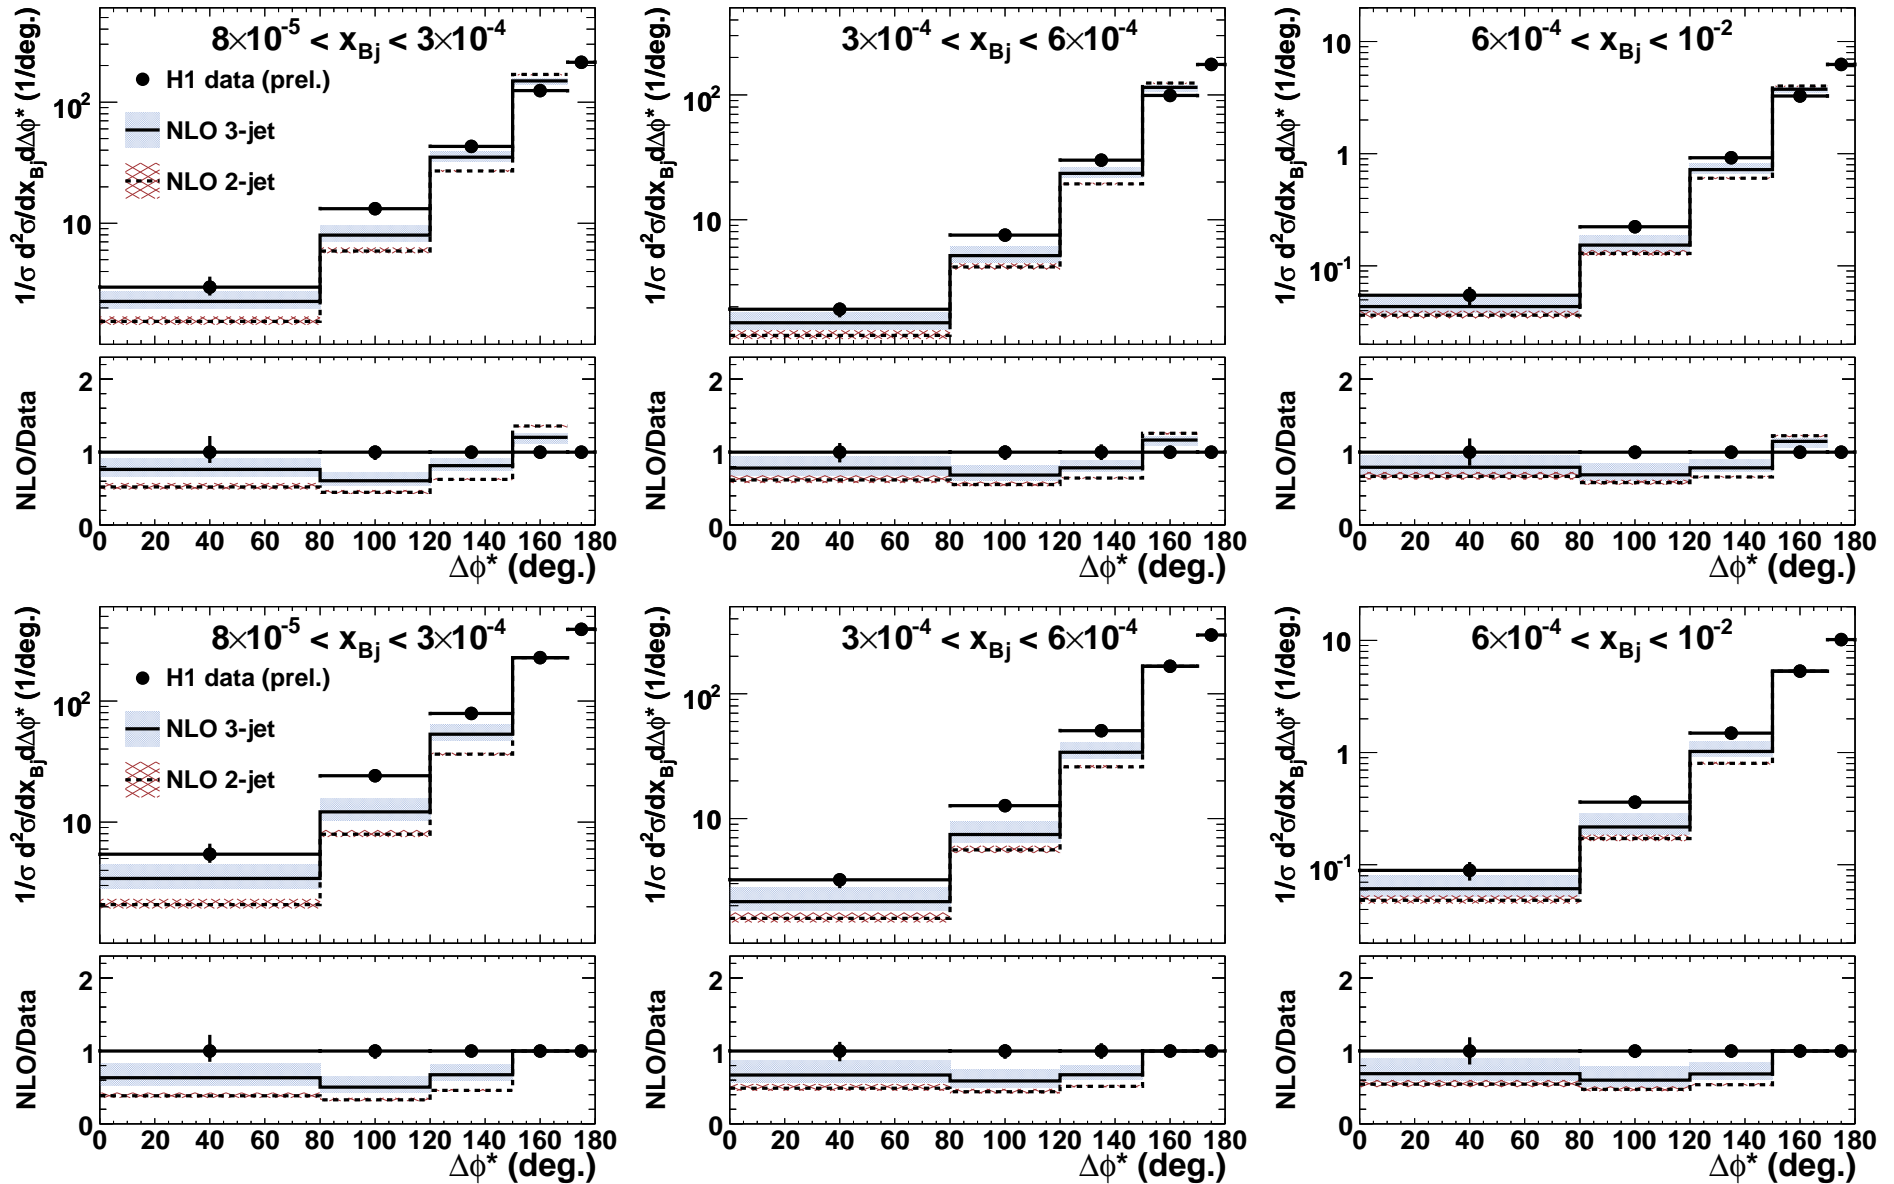 8×10⁻⁵ < x_Bj < 3×10⁻⁴
1/σ d²σ/dx_Bj dΔϕ* (1/deg.)
10²
10
H1 data (prel.)
NLO 3-jet
NLO 2-jet
NLO/Data
2
1
0
0 20 40 60 80 100 120 140 160 180
Δϕ* (deg.)
3×10⁻⁴ < x_Bj < 6×10⁻⁴
1/σ d²σ/dx_Bj dΔϕ* (1/deg.)
10²
10
NLO/Data
2
1
0
0 20 40 60 80 100 120 140 160 180
Δϕ* (deg.)
6×10⁻⁴ < x_Bj < 10⁻²
1/σ d²σ/dx_Bj dΔϕ* (1/deg.)
10
1
10⁻¹
NLO/Data
2
1
0
0 20 40 60 80 100 120 140 160 180
Δϕ* (deg.)
8×10⁻⁵ < x_Bj < 3×10⁻⁴
1/σ d²σ/dx_Bj dΔϕ* (1/deg.)
10²
10
H1 data (prel.)
NLO 3-jet
NLO 2-jet
NLO/Data
2
1
0
0 20 40 60 80 100 120 140 160 180
Δϕ* (deg.)
3×10⁻⁴ < x_Bj < 6×10⁻⁴
1/σ d²σ/dx_Bj dΔϕ* (1/deg.)
10²
10
NLO/Data
2
1
0
0 20 40 60 80 100 120 140 160 180
Δϕ* (deg.)
6×10⁻⁴ < x_Bj < 10⁻²
1/σ d²σ/dx_Bj dΔϕ* (1/deg.)
10
1
10⁻¹
NLO/Data
2
1
0
0 20 40 60 80 100 120 140 160 180
Δϕ* (deg.)